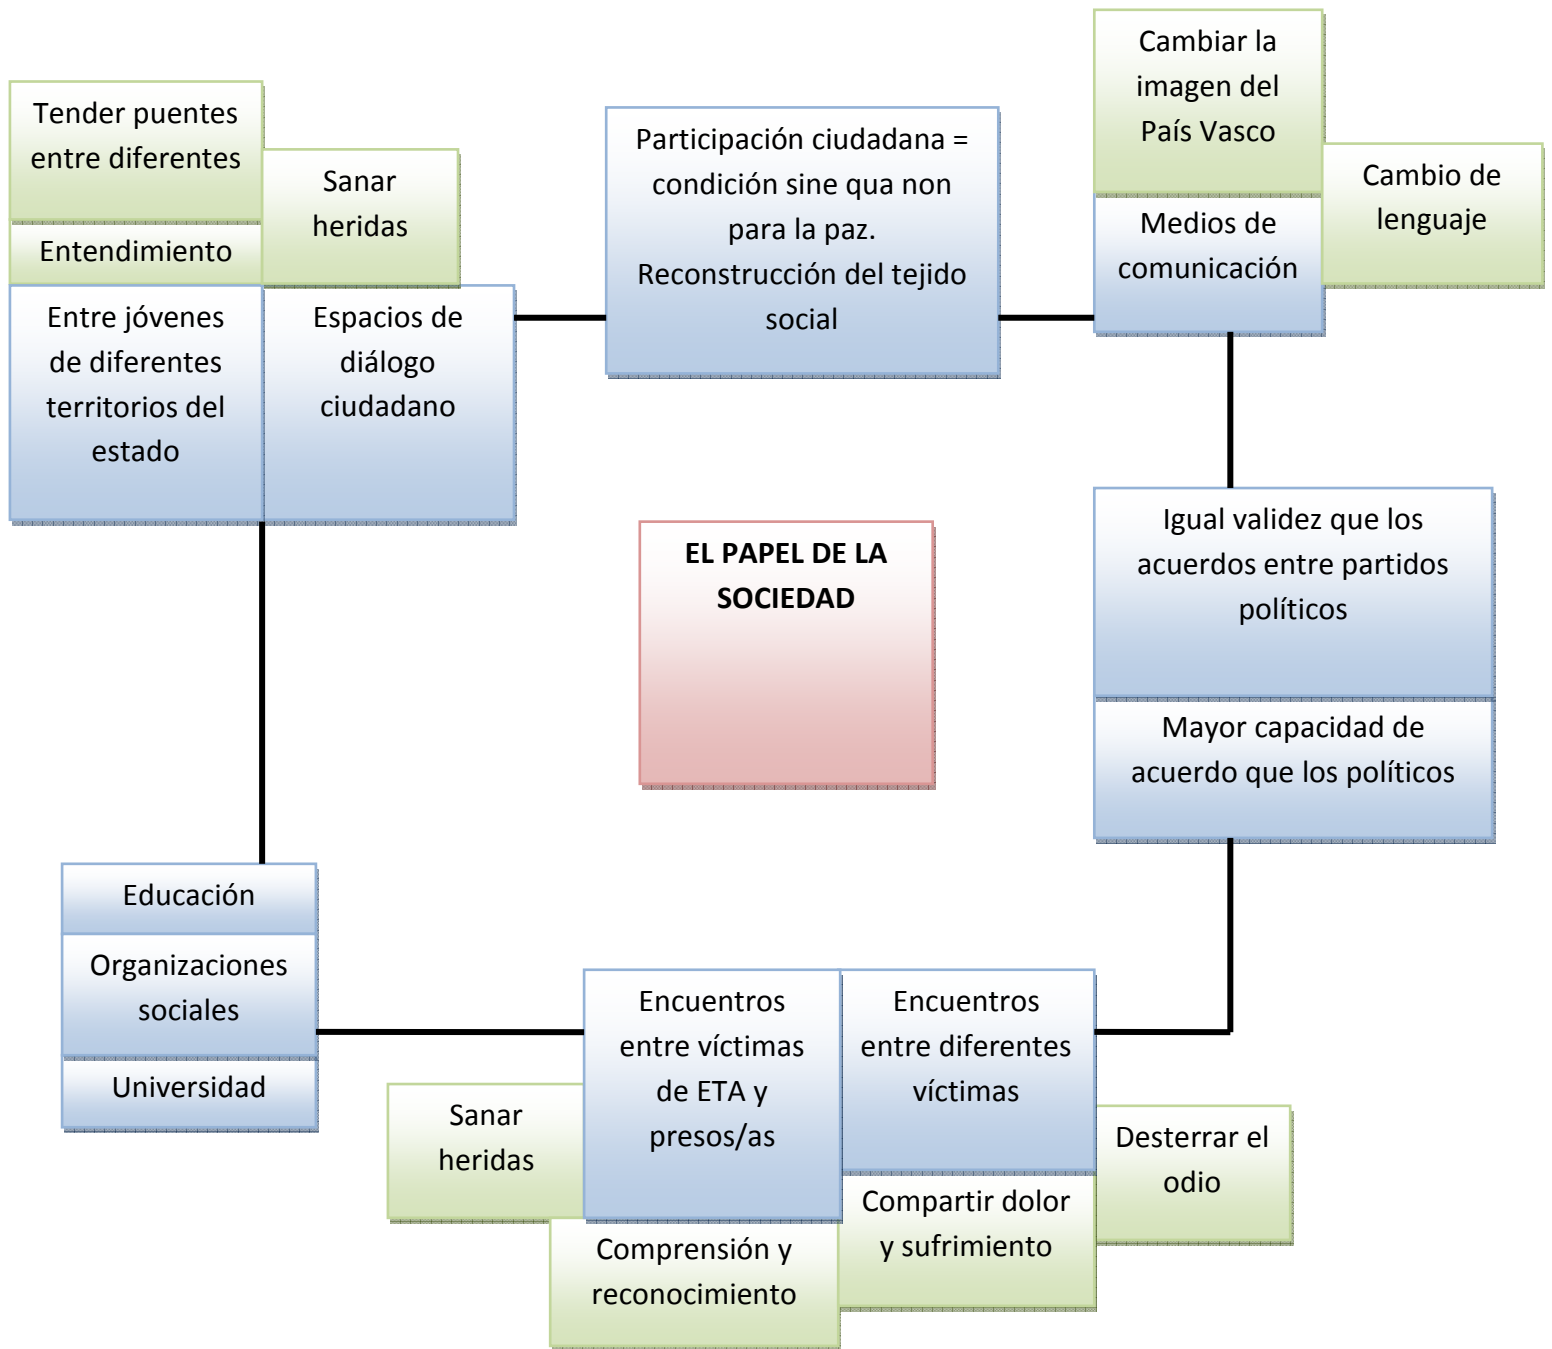 Tender puentes
entre diferentes
Entendimiento
Sanar
heridas
Entre jóvenes
de diferentes
territorios del
estado
Espacios de
diálogo
ciudadano
Participación ciudadana =
condición sine qua non
para la paz.
Reconstrucción del tejido
social
Cambiar la
imagen del
País Vasco
Cambio de
lenguaje
Medios de
comunicación
EL PAPEL DE LA
SOCIEDAD
Igual validez que los
acuerdos entre partidos
políticos
Mayor capacidad de
acuerdo que los políticos
Educación
Organizaciones
sociales
Universidad
Encuentros
entre víctimas
de ETA y
presos/as
Encuentros
entre diferentes
víctimas
Sanar
heridas
Comprensión y
reconocimiento
Compartir dolor
y sufrimiento
Desterrar el
odio